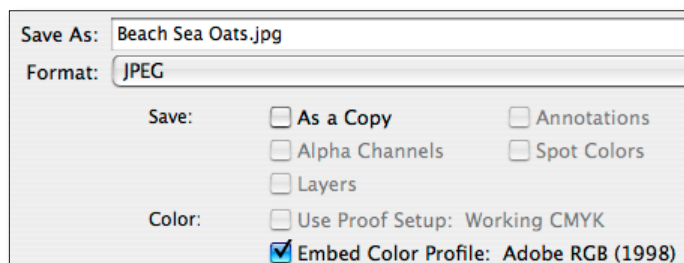 Save As: Beach Sea Oats.jpg
Format: JPEG
Save: As a Copy Annotations
Alpha Channels Spot Colors
Layers
Color: Use Proof Setup: Working CMYK
Embed Color Profile: Adobe RGB (1998)